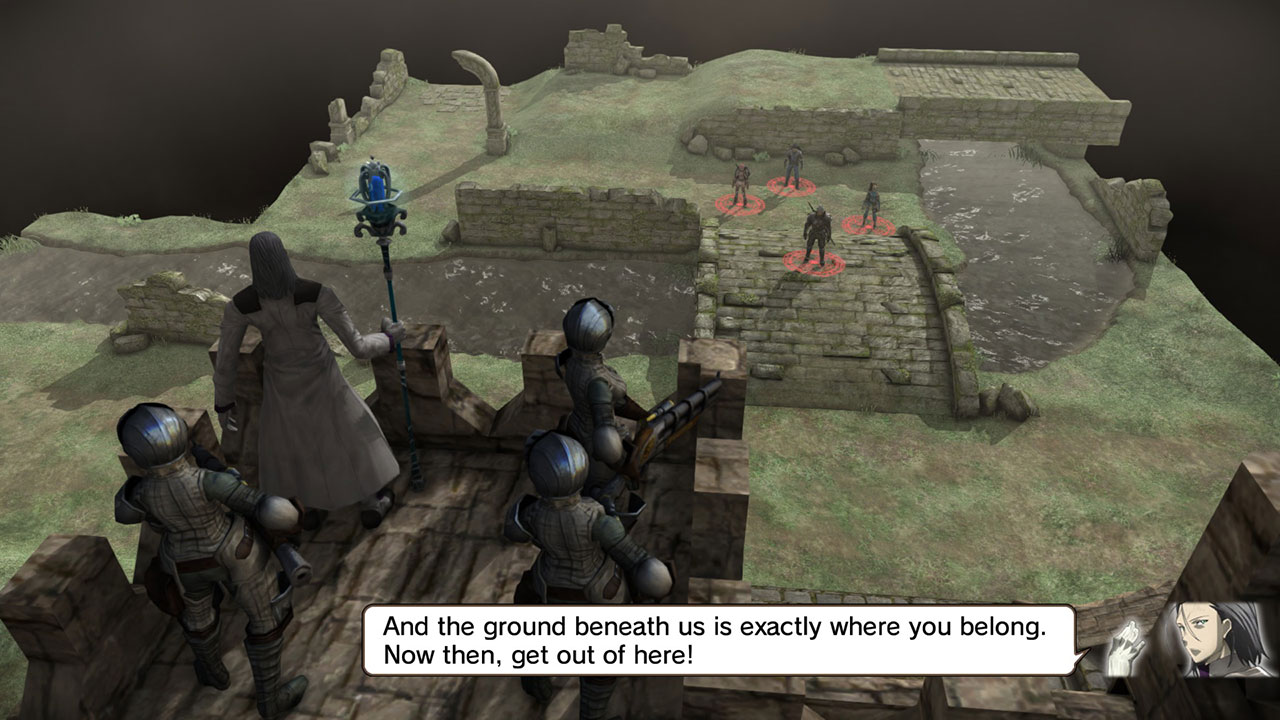 And the ground beneath us is exactly where you belong.
Now then, get out of here!